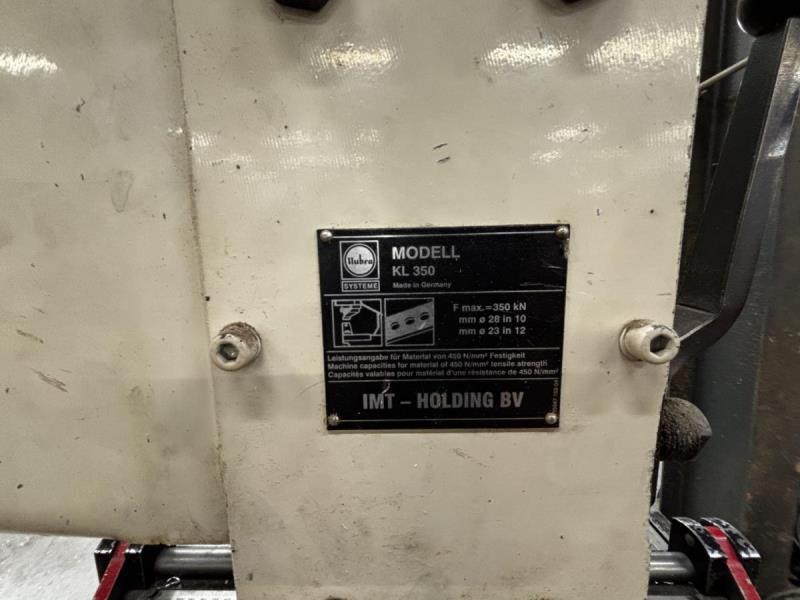 Mubea
SYSTEME
MODELL
KL 350
Made in Germany
F max.=350 kN
mm ø 28 in 10
mm ø 23 in 12
Leistungsangabe für Material von 450 N/mm² Festigkeit
Machine capacities for material of 450 N/mm² tensile strength
Capacités valables pour matériel d'une résistance de 450 N/mm²
IMT - HOLDING BV